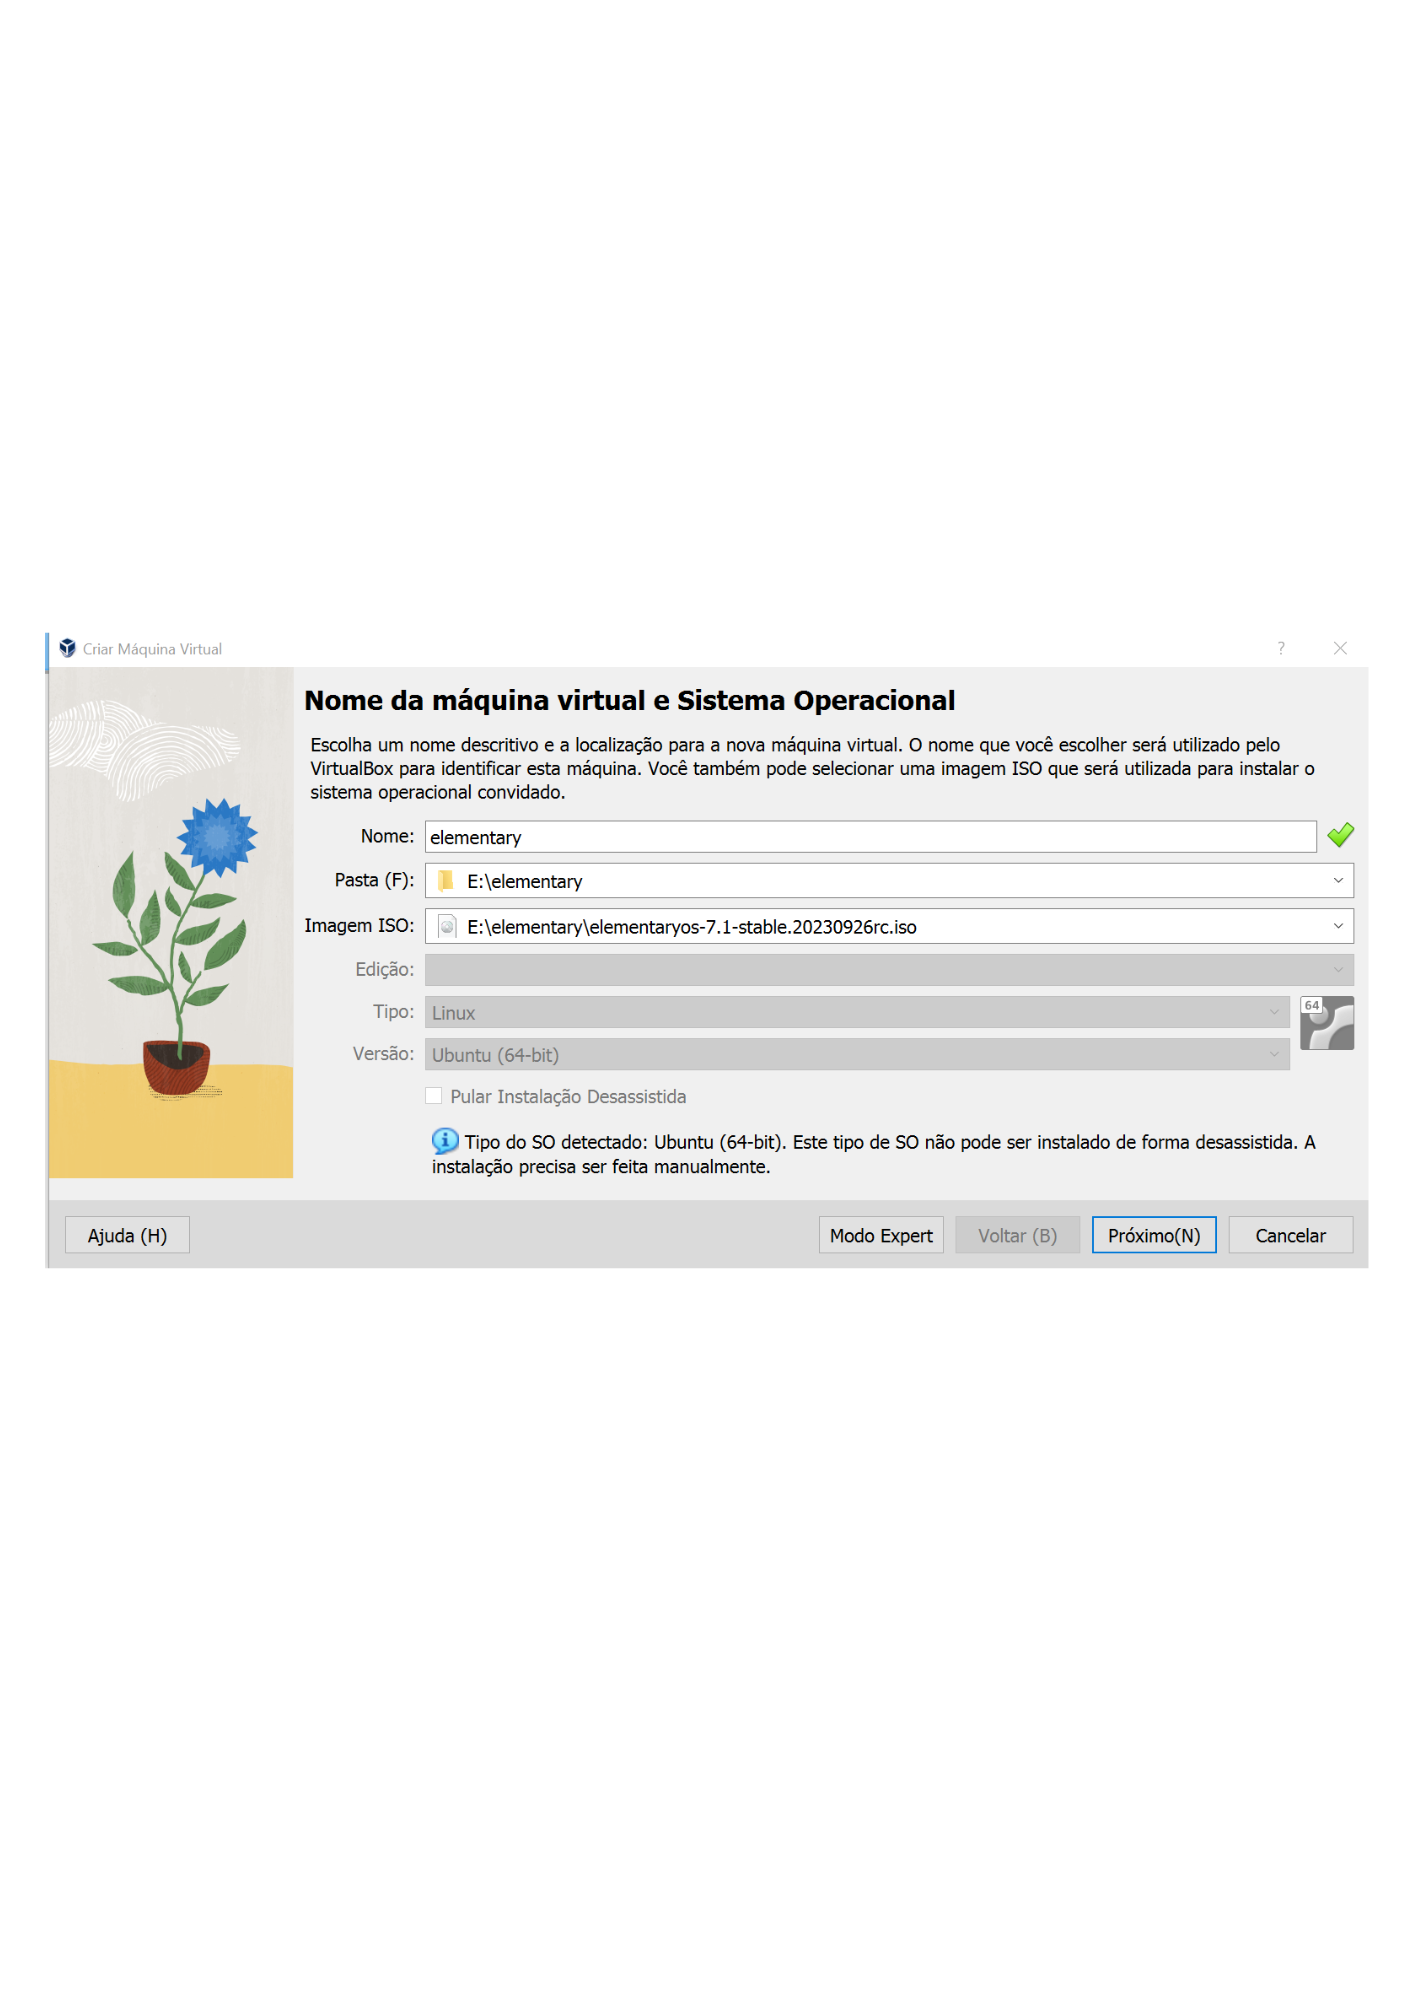 Criar Máquina Virtual
?
Nome da máquina virtual e Sistema Operacional
Escolha um nome descritivo e a localização para a nova máquina virtual. O nome que você escolher será utilizado pelo
VirtualBox para identificar esta máquina. Você também pode selecionar uma imagem ISO que será utilizada para instalar o
sistema operacional convidado.
Nome: elementary
Pasta (F): E:\elementary
Imagem ISO: E:\elementary\elementaryos-7.1-stable.20230926rc.iso
Edição:
Tipo: Linux
64
Versão: Ubuntu (64-bit)
Pular Instalação Desassistida
Tipo do SO detectado: Ubuntu (64-bit). Este tipo de SO não pode ser instalado de forma desassistida. A
instalação precisa ser feita manualmente.
Ajuda (H) Modo Expert Voltar (B) Próximo(N) Cancelar